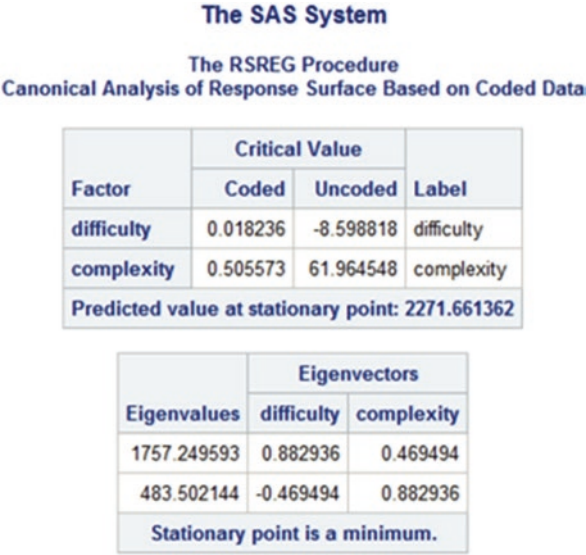 The SAS System
The RSREG Procedure
Canonical Analysis of Response Surface Based on Coded Data
Critical Value
Factor Coded Uncoded Label
difficulty 0.018236 -8.598818 difficulty
complexity 0.505573 61.964548 complexity
Predicted value at stationary point: 2271.661362
Eigenvectors
Eigenvalues difficulty complexity
1757.249593 0.882936 0.469494
483.502144 -0.469494 0.882936
Stationary point is a minimum.